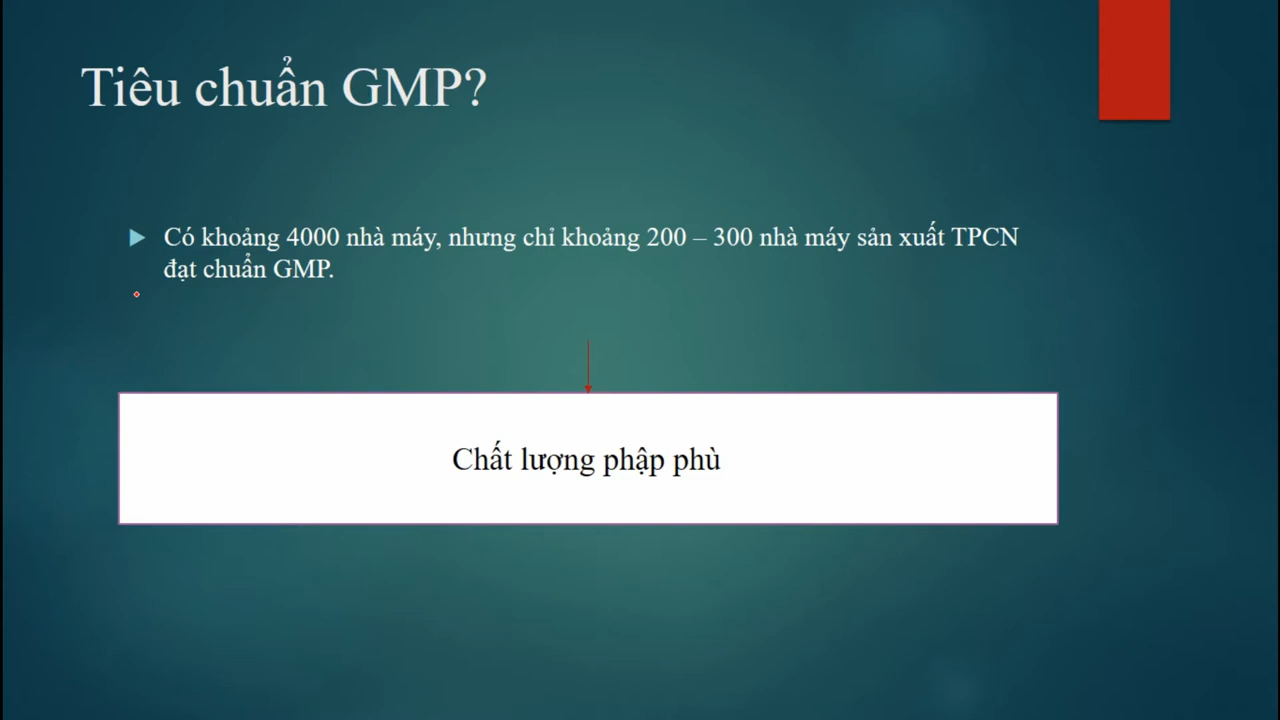 Tiêu chuẩn GMP?
Có khoảng 4000 nhà máy, nhưng chỉ khoảng 200 – 300 nhà máy sản xuất TPCN
đạt chuẩn GMP.
Chất lượng phập phù